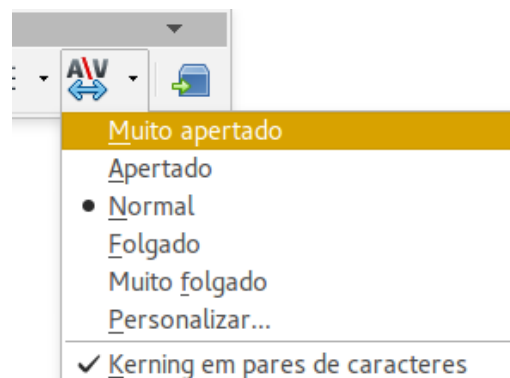 A\V
Muito apertado
Apertado
Normal
Folgado
Muito folgado
Personalizar...
Kerning em pares de caracteres